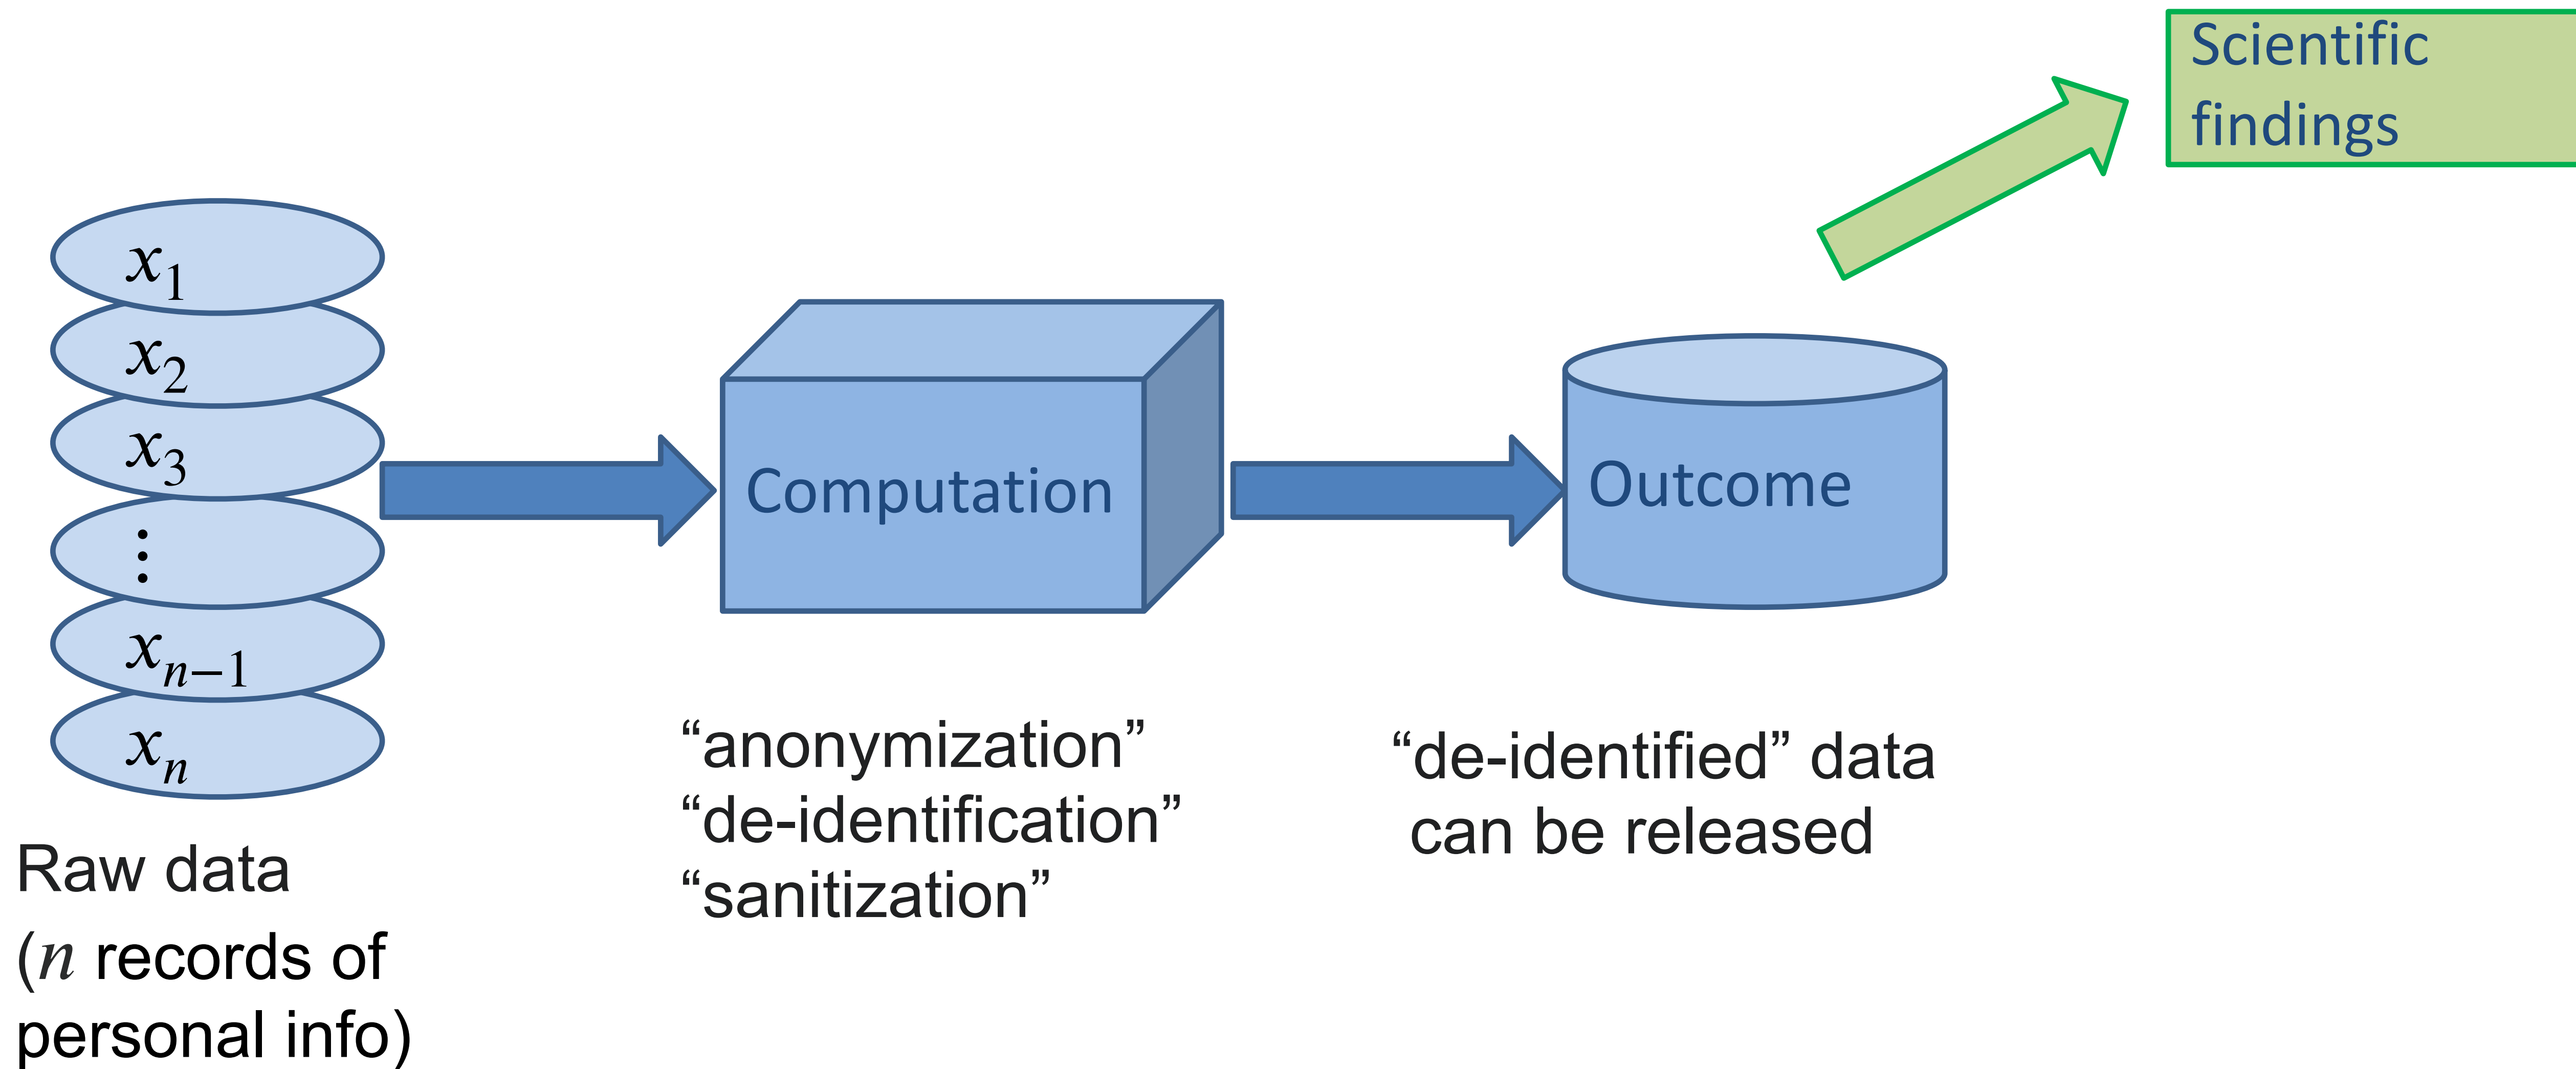 Scientific
findings
x₁
x₂
x₃
⋮
xₙ₋₁
xₙ
Computation
Outcome
“anonymization”
“de-identification”
“sanitization”
“de-identified” data
can be released
Raw data
(n records of
personal info)